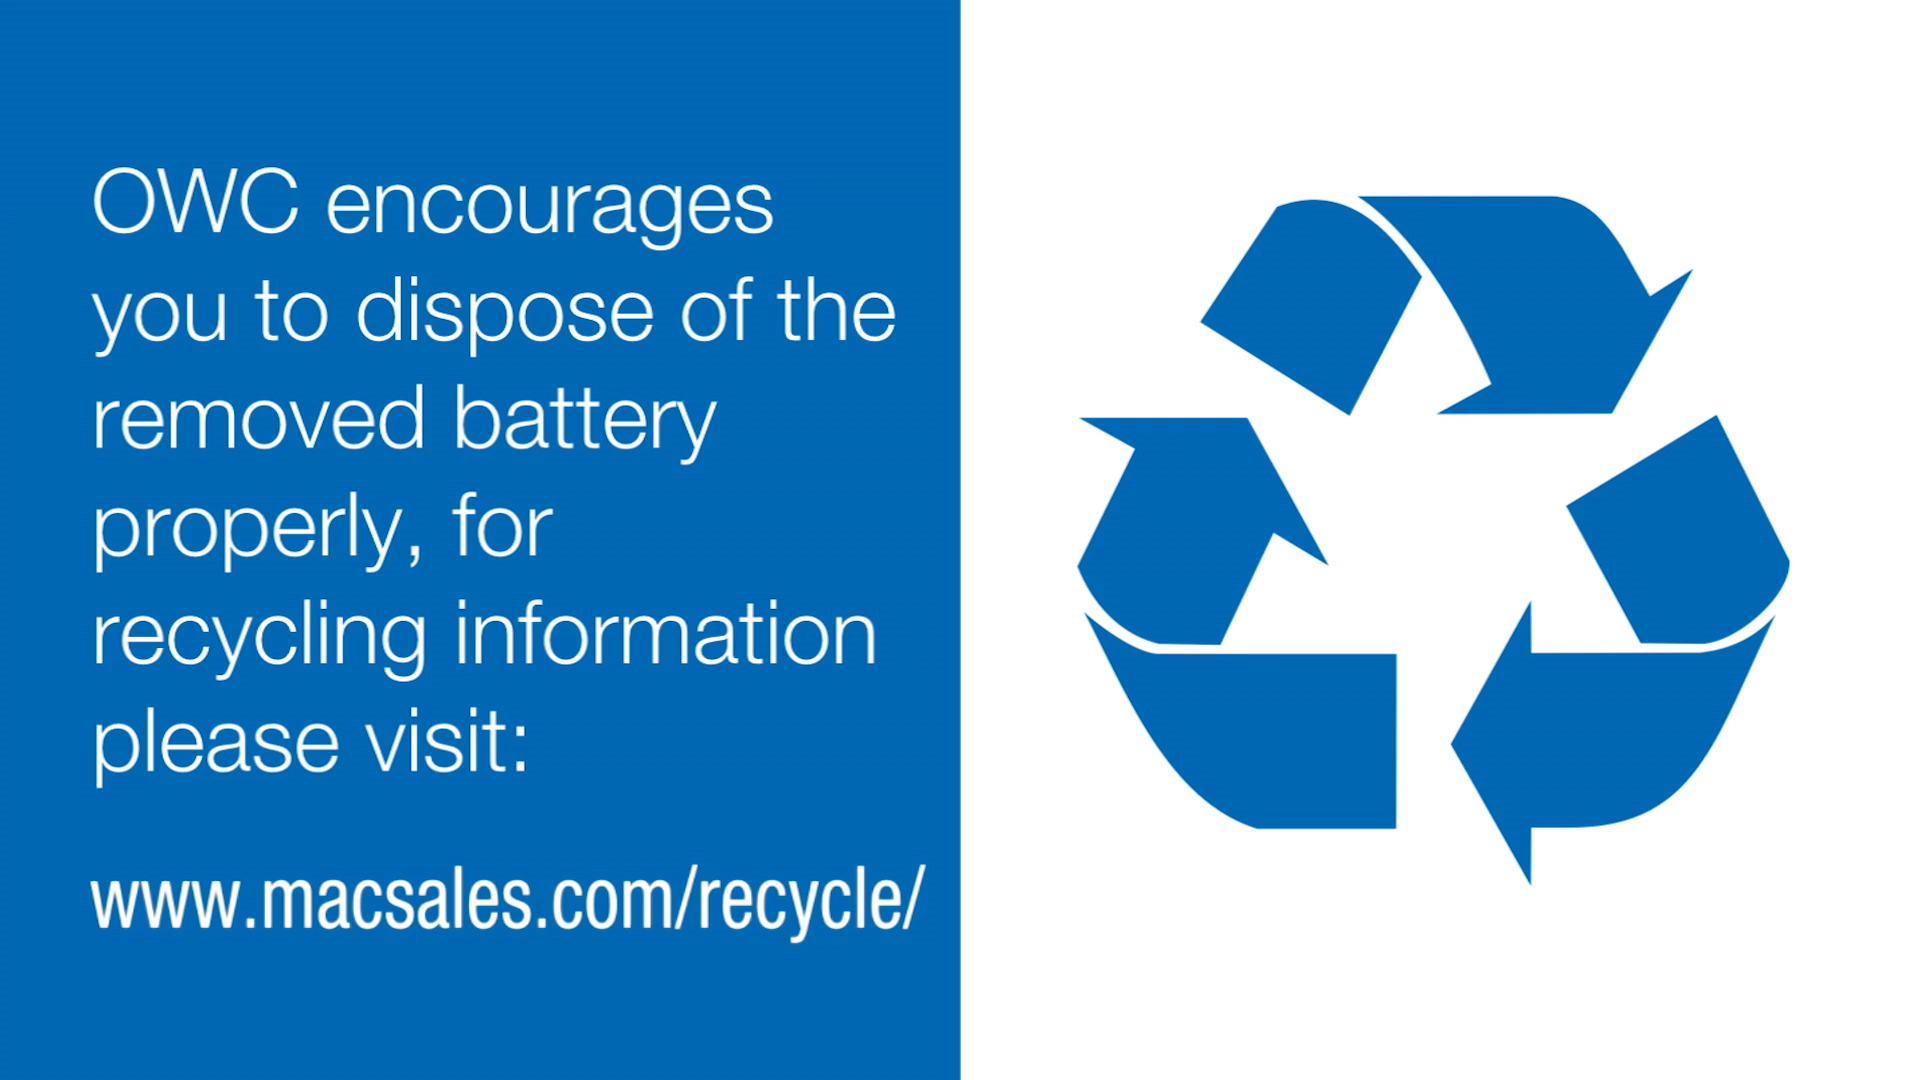 OWC encourages
you to dispose of the
removed battery
properly, for
recycling information
please visit:
www.macsales.com/recycle/